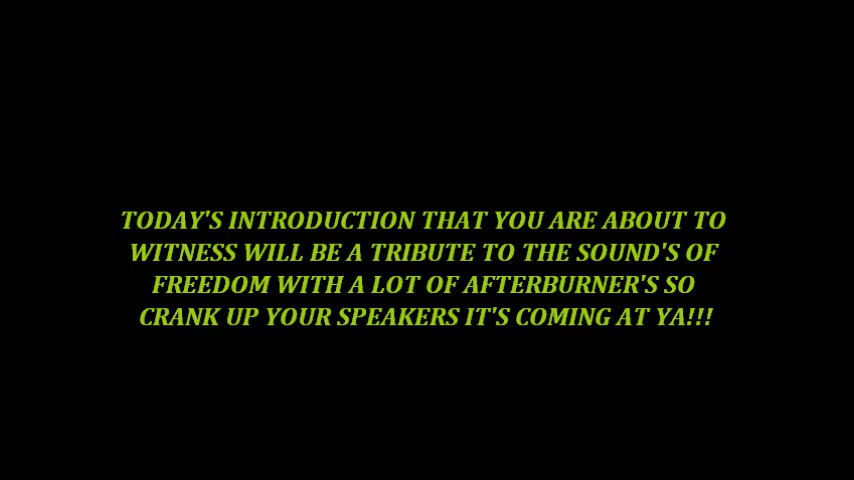 TODAY'S INTRODUCTION THAT YOU ARE ABOUT TO
WITNESS WILL BE A TRIBUTE TO THE SOUND'S OF
FREEDOM WITH A LOT OF AFTERBURNER'S SO
CRANK UP YOUR SPEAKERS IT'S COMING AT YA!!!